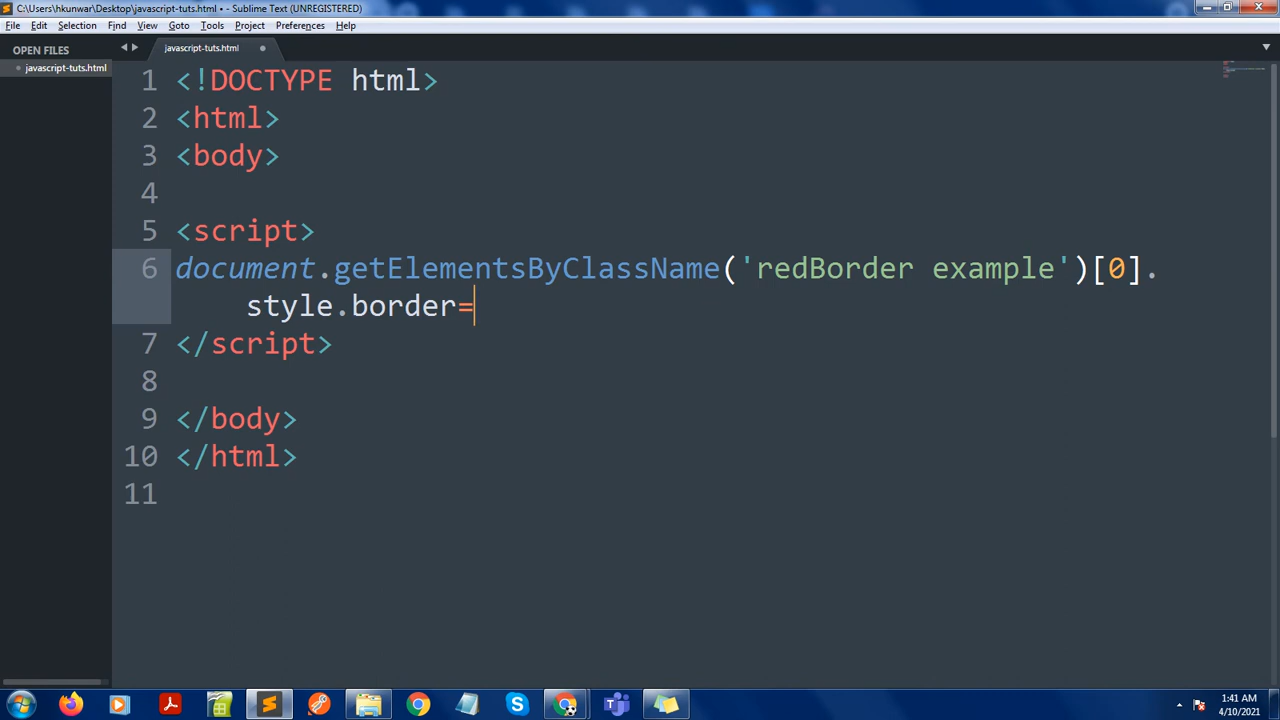 C:\Users\hkunwar\Desktop\javascript-tuts.html • - Sublime Text (UNREGISTERED)
File Edit Selection Find View Goto Tools Project Preferences Help
OPEN FILES
javascript-tuts.html
javascript-tuts.html
1 <!DOCTYPE html>
2 <html>
3 <body>
4
5 <script>
6 document.getElementsByClassName('redBorder example')[0].
style.border=
7 </script>
8
9 </body>
10 </html>
11
1:41 AM
4/10/2021